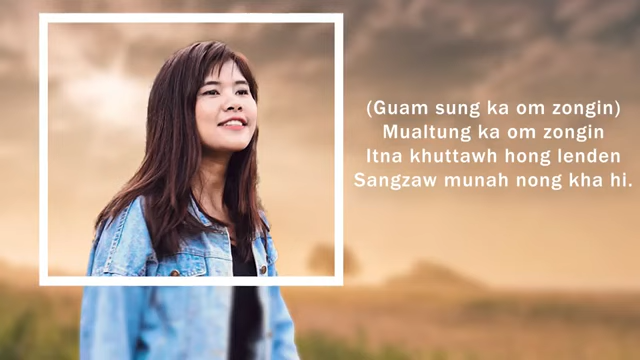 (Guam sung ka om zongin)
Mualtung ka om zongin
Itna khuttawh hong lenden
Sangzaw munah nong kha hi.